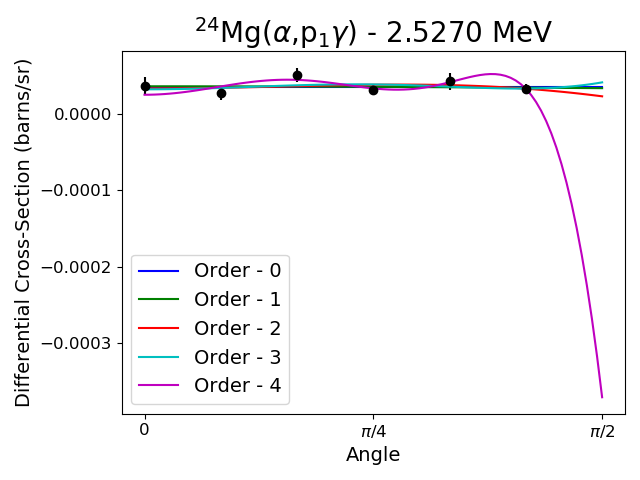 ²⁴Mg(α,p₁γ) - 2.5270 MeV
Differential Cross-Section (barns/sr)
0.0000
−0.0001
−0.0002
−0.0003
Order - 0
Order - 1
Order - 2
Order - 3
Order - 4
0
π/4
π/2
Angle